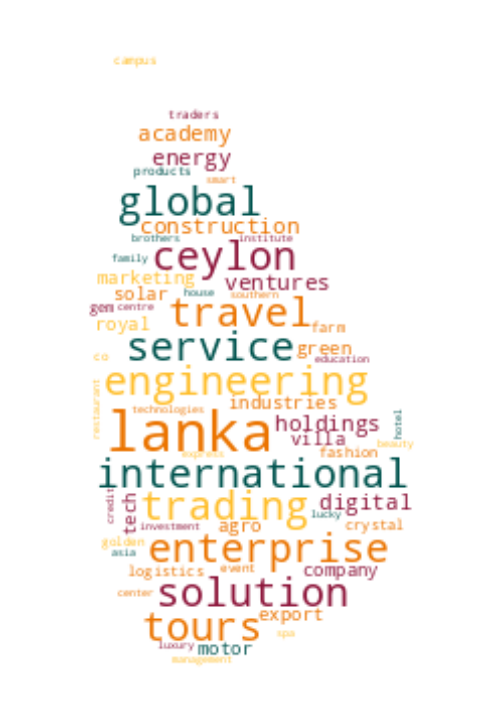 campus
traders
academy
energy
products
smart
global
construction
brothers institute
family ceylon
marketing ventures
solar house southern
gem centre travel
royal farm
service green
co education
engineering
restaurant industries
technologies
lanka holdings hotel
villa beauty
express fashion
international
credit tech trading digital
lucky
investment agro crystal
golden enterprise
asia
logistics event company
center solution
export
tours spa
luxury motor
management